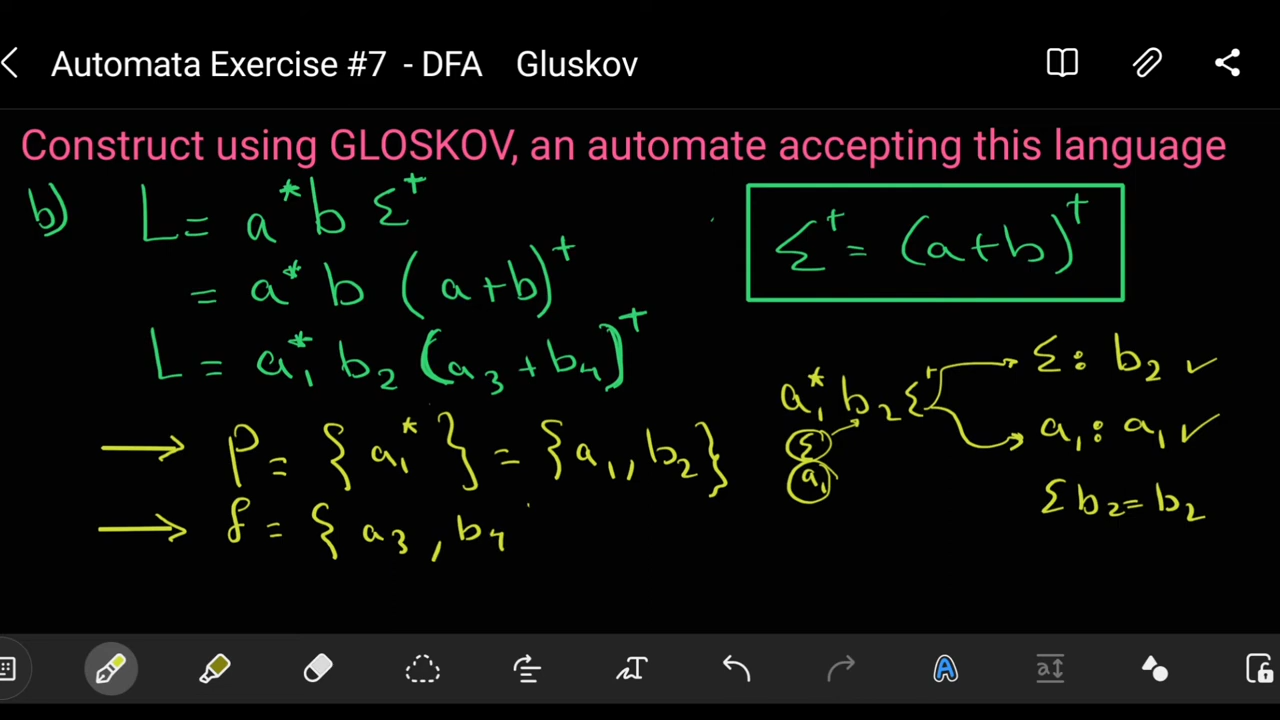 Automata Exercise #7 - DFA Gluskov
Construct using GLOSKOV, an automate accepting this language
b) L = a* b Σ⁺
= a* b (a+b)⁺
L = a₁* b₂ (a₃ + b₄)⁺
Σ⁺ = (a+b)⁺
→ P = { a₁* } = { a₁, b₂ }
→ f = { a₃, b₄
a₁* b₂ Σ⁺
Σ
a₁
Σ : b₂ ✓
a₁ : a₁ ✓
Σ b₂ = b₂
A